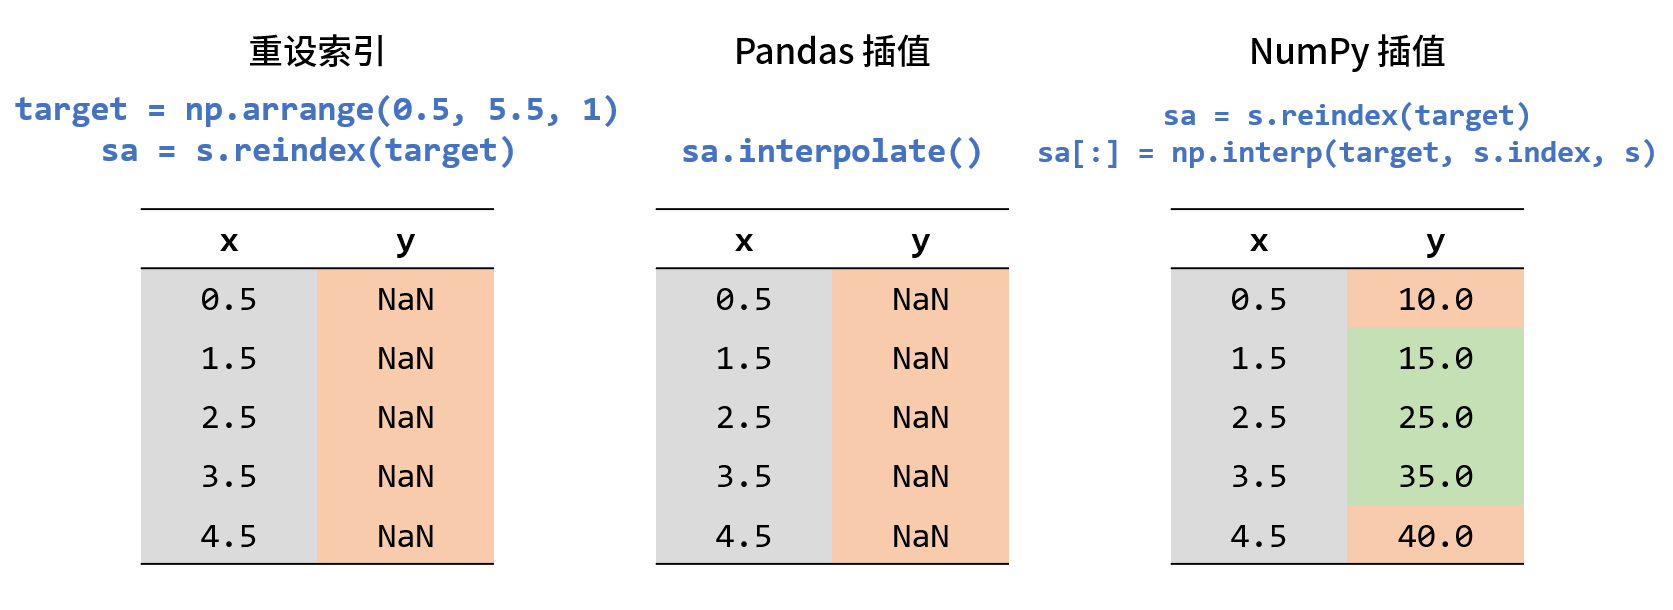 重设索引
target = np.arrange(0.5, 5.5, 1)
sa = s.reindex(target)
x y
0.5 NaN
1.5 NaN
2.5 NaN
3.5 NaN
4.5 NaN
Pandas 插值
sa.interpolate()
x y
0.5 NaN
1.5 NaN
2.5 NaN
3.5 NaN
4.5 NaN
NumPy 插值
sa = s.reindex(target)
sa[:] = np.interp(target, s.index, s)
x y
0.5 10.0
1.5 15.0
2.5 25.0
3.5 35.0
4.5 40.0